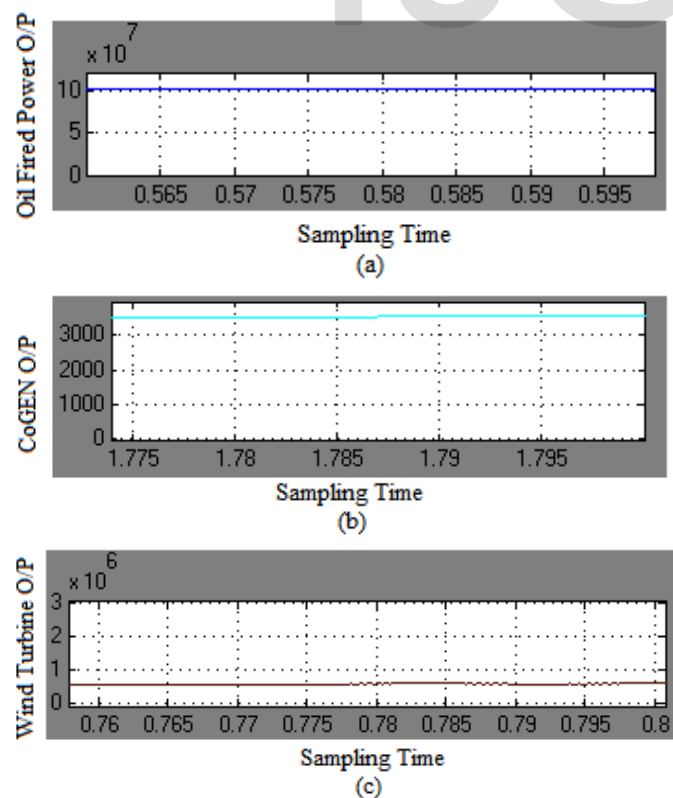 Oil Fired Power O/P
x 10^7
10
5
0
0.565 0.57 0.575 0.58 0.585 0.59 0.595
Sampling Time
(a)
CoGEN O/P
3000
2000
1000
0
1.775 1.78 1.785 1.79 1.795
Sampling Time
(b)
Wind Turbine O/P
x 10^6
3
2
1
0
0.76 0.765 0.77 0.775 0.78 0.785 0.79 0.795 0.8
Sampling Time
(c)